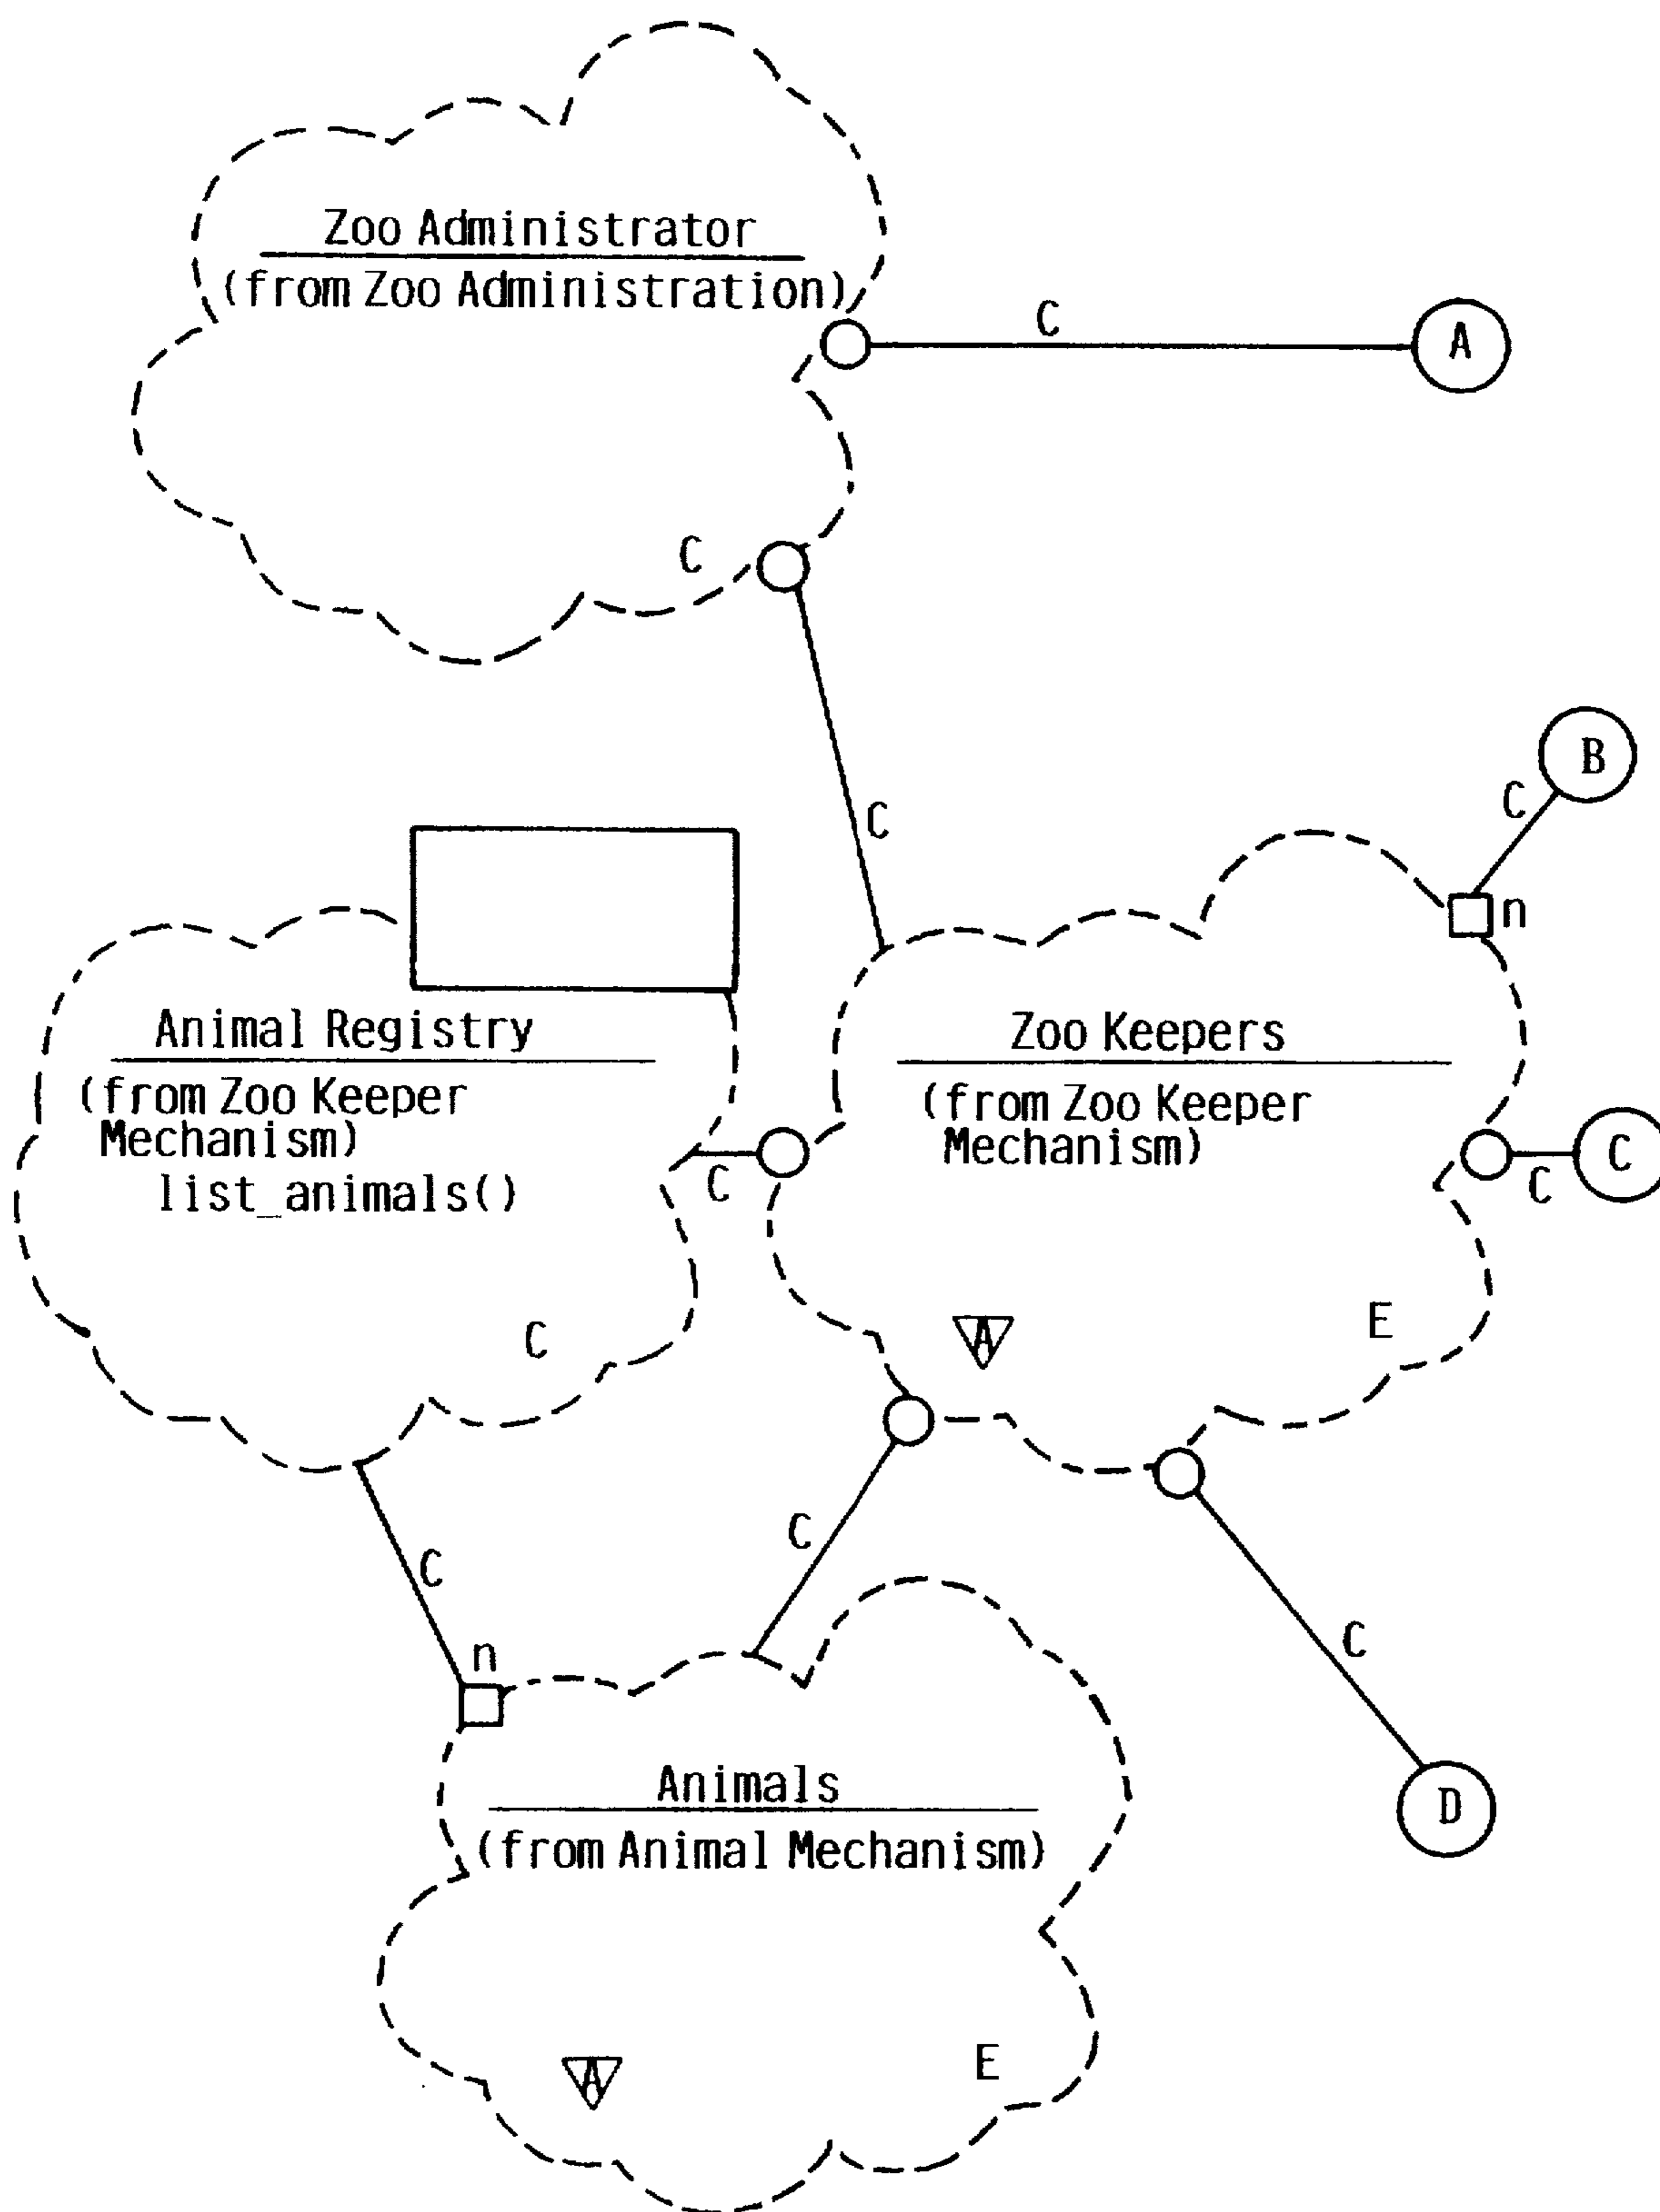 Zoo Administrator
(from Zoo Administration)
C
A
C
C
B
C
n
Animal Registry
(from Zoo Keeper
Mechanism)
list_animals()
C
C
Zoo Keepers
(from Zoo Keeper
Mechanism)
C
C
A
E
C
C
C
D
n
Animals
(from Animal Mechanism)
A
E